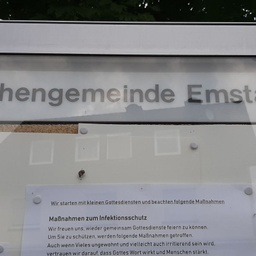 hengemeinde Emsta
Wir starten mit kleinen Gottesdiensten und beachten folgende Maßnahmen
Maßnahmen zum Infektionsschutz
Wir freuen uns, wieder gemeinsam Gottesdienste feiern zu können.
Um Sie zu schützen, werden folgende Maßnahmen getroffen.
Auch wenn Vieles ungewohnt und vielleicht auch irritierend sein wird,
vertrauen wir darauf, dass Gottes Wort wirkt und Menschen stärkt